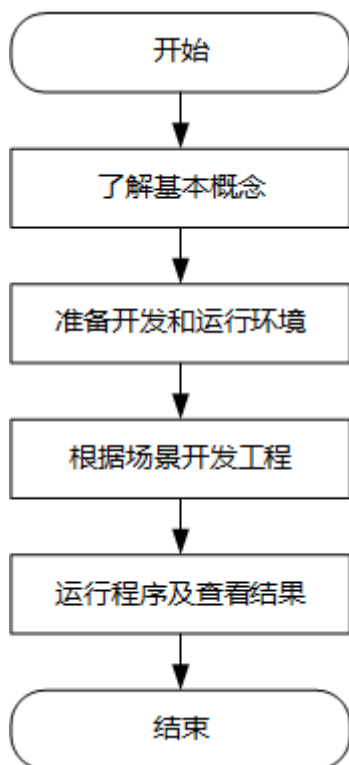 开始
了解基本概念
准备开发和运行环境
根据场景开发工程
运行程序及查看结果
结束